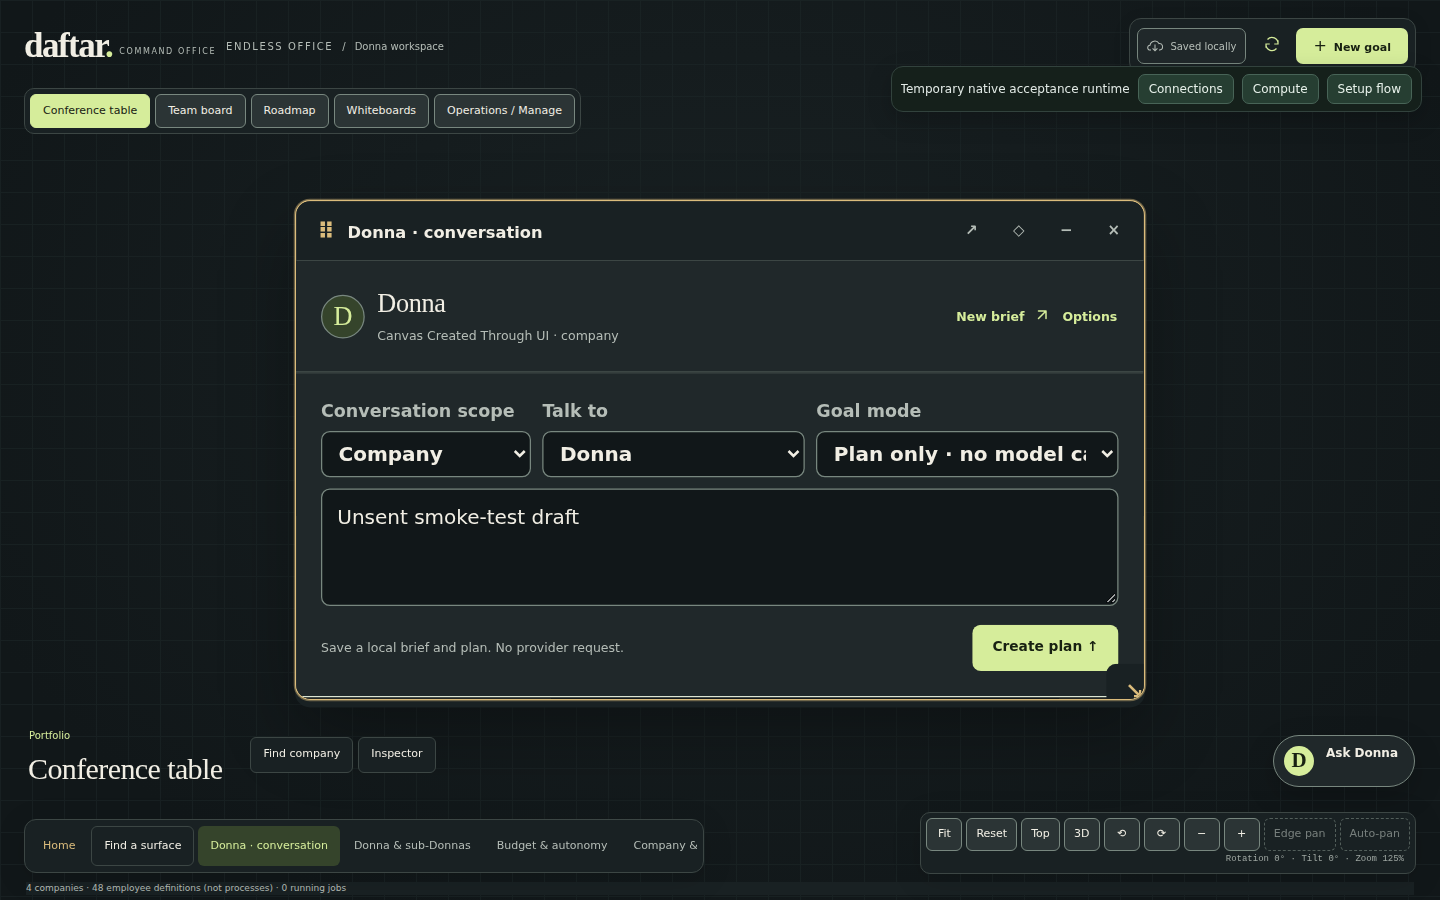 daftar. COMMAND OFFICE ENDLESS OFFICE / Donna workspace
Saved locally
+ New goal
Temporary native acceptance runtime Connections Compute Setup flow
Conference table Team board Roadmap Whiteboards Operations / Manage
Donna · conversation
D Donna
Canvas Created Through UI · company
New brief Options
Conversation scope Talk to Goal mode
Company Donna Plan only · no model ca
Unsent smoke-test draft
Save a local brief and plan. No provider request.
Create plan ↑
Portfolio
Conference table
Find company Inspector
D Ask Donna
Home Find a surface Donna · conversation Donna & sub-Donnas Budget & autonomy Company &
Fit Reset Top 3D ⟲ ⟳ − + Edge pan Auto-pan
Rotation 0° · Tilt 0° · Zoom 125%
4 companies · 48 employee definitions (not processes) · 0 running jobs